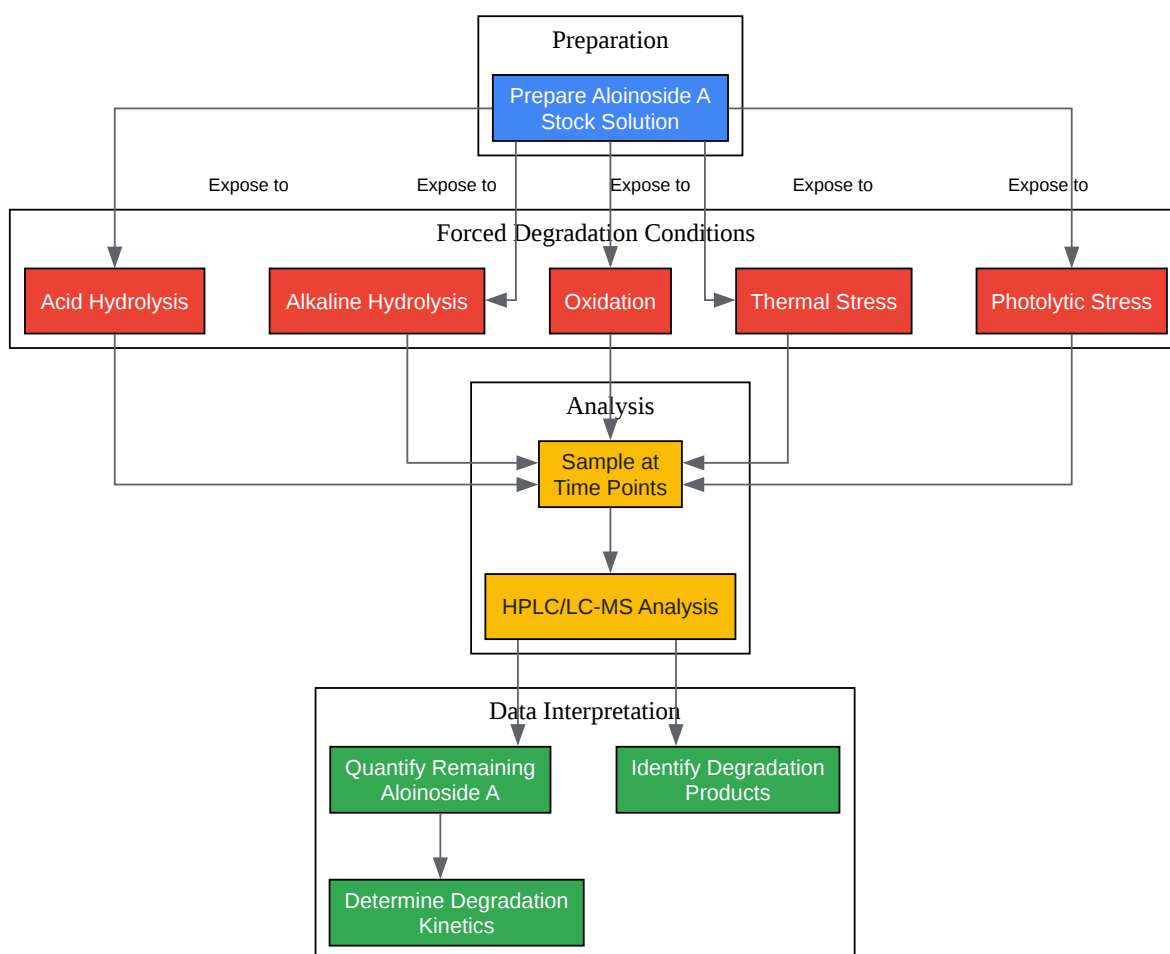 Preparation
Prepare Aloinoside A
Stock Solution
Expose to
Expose to
Expose to
Expose to
Expose to
Forced Degradation Conditions
Acid Hydrolysis
Alkaline Hydrolysis
Oxidation
Thermal Stress
Photolytic Stress
Analysis
Sample at
Time Points
HPLC/LC-MS Analysis
Data Interpretation
Quantify Remaining
Aloinoside A
Identify Degradation
Products
Determine Degradation
Kinetics